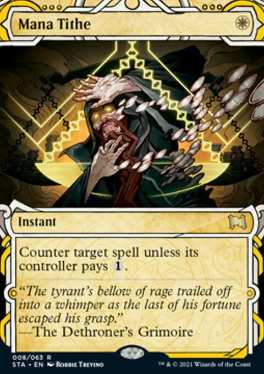 Mana Tithe
Instant
Counter target spell unless its
controller pays 1.
“The tyrant’s bellow of rage trailed off
into a whimper as the last of his fortune
escaped his grasp.”
—The Dethroner’s Grimoire
008/063 R
STA • EN ROBBIE TREVINO
™ & © 2021 Wizards of the Coast